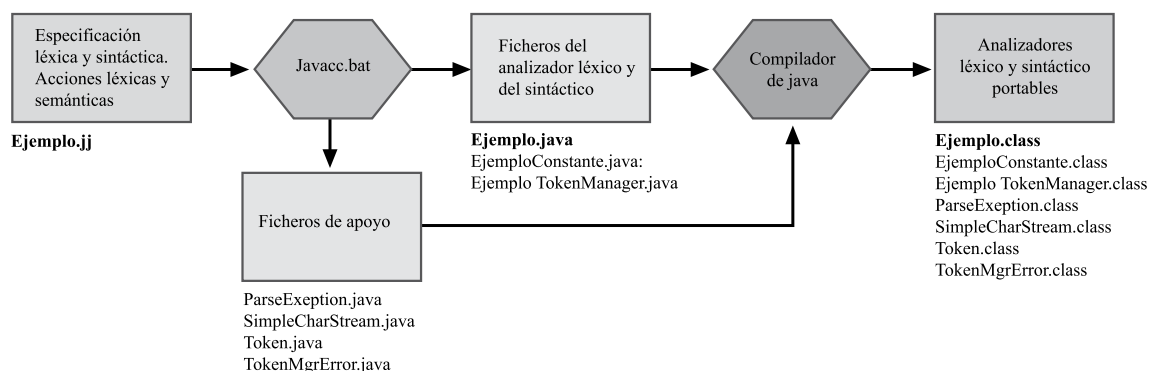 Especificación
léxica y sintáctica.
Acciones léxicas y
semánticas
Ejemplo.jj
Javacc.bat
Ficheros del
analizador léxico y
del sintáctico
Ejemplo.java
EjemploConstante.java:
Ejemplo TokenManager.java
Compilador
de java
Analizadores
léxico y sintáctico
portables
Ejemplo.class
EjemploConstante.class
Ejemplo TokenManager.class
ParseExeption.class
SimpleCharStream.class
Token.class
TokenMgrError.class
Ficheros de apoyo
ParseExeption.java
SimpleCharStream.java
Token.java
TokenMgrError.java